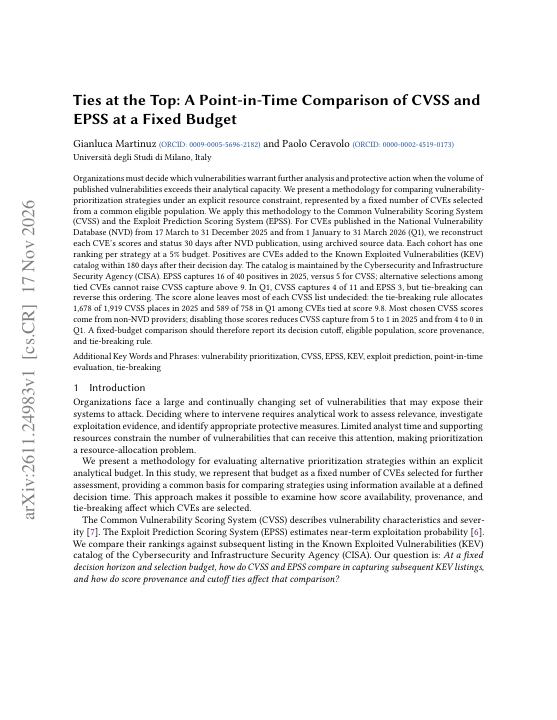 Ties at the Top: A Point-in-Time Comparison of CVSS and
EPSS at a Fixed Budget
Gianluca Martinuz (ORCID: 0009-0005-5696-2182) and Paolo Ceravolo (ORCID: 0000-0002-4519-0173)
Università degli Studi di Milano, Italy
Organizations must decide which vulnerabilities warrant further analysis and protective action when the volume of
published vulnerabilities exceeds their analytical capacity. We present a methodology for comparing vulnerability-
prioritization strategies under an explicit resource constraint, represented by a fixed number of CVEs selected
from a common eligible population. We apply this methodology to the Common Vulnerability Scoring System
(CVSS) and the Exploit Prediction Scoring System (EPSS). For CVEs published in the National Vulnerability
Database (NVD) from 17 March to 31 December 2025 and from 1 January to 31 March 2026 (Q1), we reconstruct
each CVE's scores and status 30 days after NVD publication, using archived source data. Each cohort has one
ranking per strategy at a 5% budget. Positives are CVEs added to the Known Exploited Vulnerabilities (KEV)
catalog within 180 days after their decision day. The catalog is maintained by the Cybersecurity and Infrastructure
Security Agency (CISA). EPSS captures 16 of 40 positives in 2025, versus 5 for CVSS; alternative selections among
tied CVEs cannot raise CVSS capture above 9. In Q1, CVSS captures 4 of 11 and EPSS 3, but tie-breaking can
reverse this ordering. The score alone leaves most of each CVSS list undecided: the tie-breaking rule allocates
1,678 of 1,919 CVSS places in 2025 and 589 of 758 in Q1 among CVEs tied at score 9.8. Most chosen CVSS scores
come from non-NVD providers; disabling those scores reduces CVSS capture from 5 to 1 in 2025 and from 4 to 0 in
Q1. A fixed-budget comparison should therefore report its decision cutoff, eligible population, score provenance,
and tie-breaking rule.
Additional Key Words and Phrases: vulnerability prioritization, CVSS, EPSS, KEV, exploit prediction, point-in-time
evaluation, tie-breaking
1 Introduction
Organizations face a large and continually changing set of vulnerabilities that may expose their
systems to attack. Deciding where to intervene requires analytical work to assess relevance, investigate
exploitation evidence, and identify appropriate protective measures. Limited analyst time and supporting
resources constrain the number of vulnerabilities that can receive this attention, making prioritization
a resource-allocation problem.
We present a methodology for evaluating alternative prioritization strategies within an explicit
analytical budget. In this study, we represent that budget as a fixed number of CVEs selected for further
assessment, providing a common basis for comparing strategies using information available at a defined
decision time. This approach makes it possible to examine how score availability, provenance, and
tie-breaking affect which CVEs are selected.
The Common Vulnerability Scoring System (CVSS) describes vulnerability characteristics and sever-
ity [7]. The Exploit Prediction Scoring System (EPSS) estimates near-term exploitation probability [6].
We compare their rankings against subsequent listing in the Known Exploited Vulnerabilities (KEV)
catalog of the Cybersecurity and Infrastructure Security Agency (CISA). Our question is: At a fixed
decision horizon and selection budget, how do CVSS and EPSS compare in capturing subsequent KEV listings,
and how do score provenance and cutoff ties affect that comparison?
arXiv:2611.24983v1 [cs.CR] 17 Nov 2026